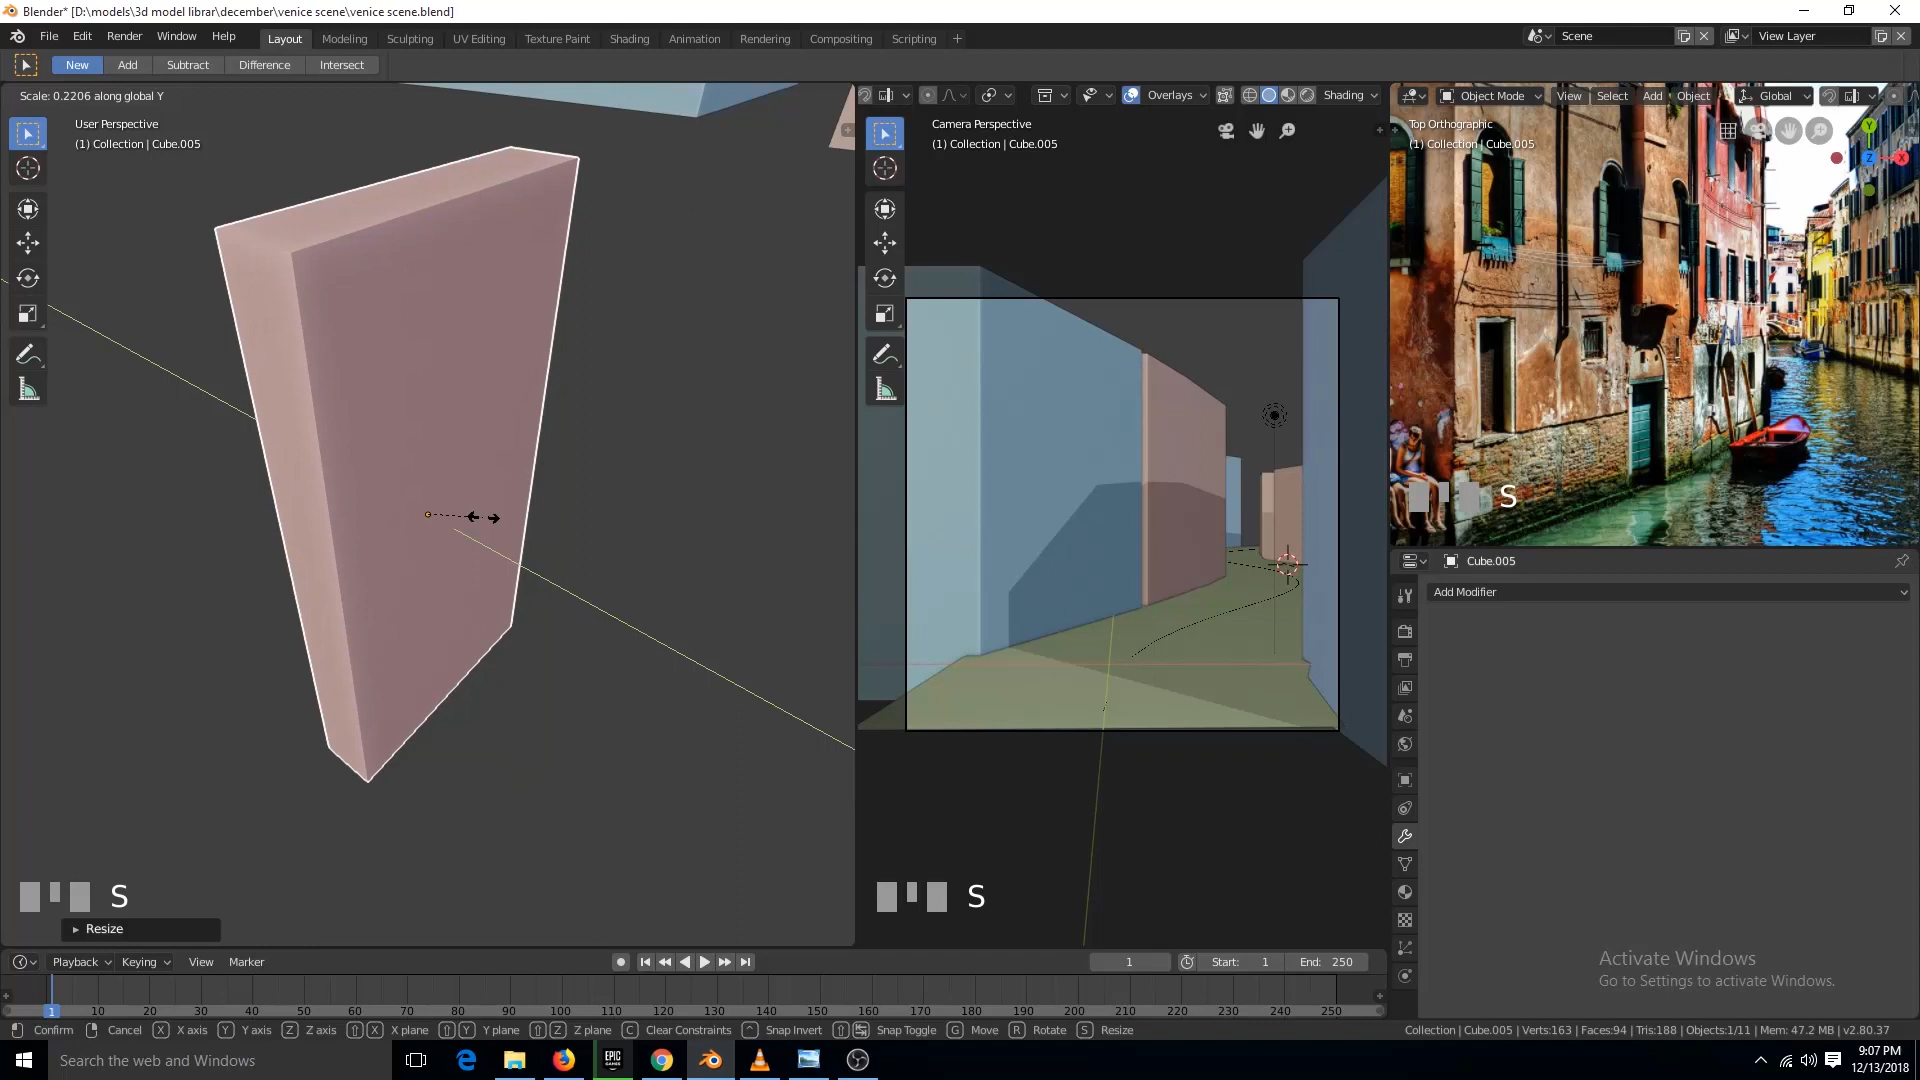 Blender* [D:\models\3d model librar\december\venice scene\venice scene.blend]
File Edit Render Window Help Layout Modeling Sculpting UV Editing Texture Paint Shading Animation Rendering Compositing Scripting + Scene View Layer
New Add Subtract Difference Intersect
Scale: 0.2206 along global Y
Overlays Shading
Object Mode View Select Add Object Global
User Perspective
(1) Collection | Cube.005
Camera Perspective
(1) Collection | Cube.005
Top Orthographic
(1) Collection | Cube.005
Y
Z
X
S
Cube.005
Add Modifier
S
S
Resize
Activate Windows
Go to Settings to activate Windows.
Playback Keying View Marker 1 Start: 1 End: 250
1 10 20 30 40 50 60 70 80 90 100 110 120 130 140 150 160 170 180 190 200 210 220 230 240 250
Confirm Cancel X X axis Y Y axis Z Z axis X X plane Y Y plane Z Z plane C Clear Constraints Snap Invert Snap Toggle G Move R Rotate S Resize
Collection | Cube.005 | Verts:163 | Faces:94 | Tris:188 | Objects:1/11 | Mem: 47.2 MB | v2.80.37
Search the web and Windows
EPIC GAMES
9:07 PM
12/13/2018